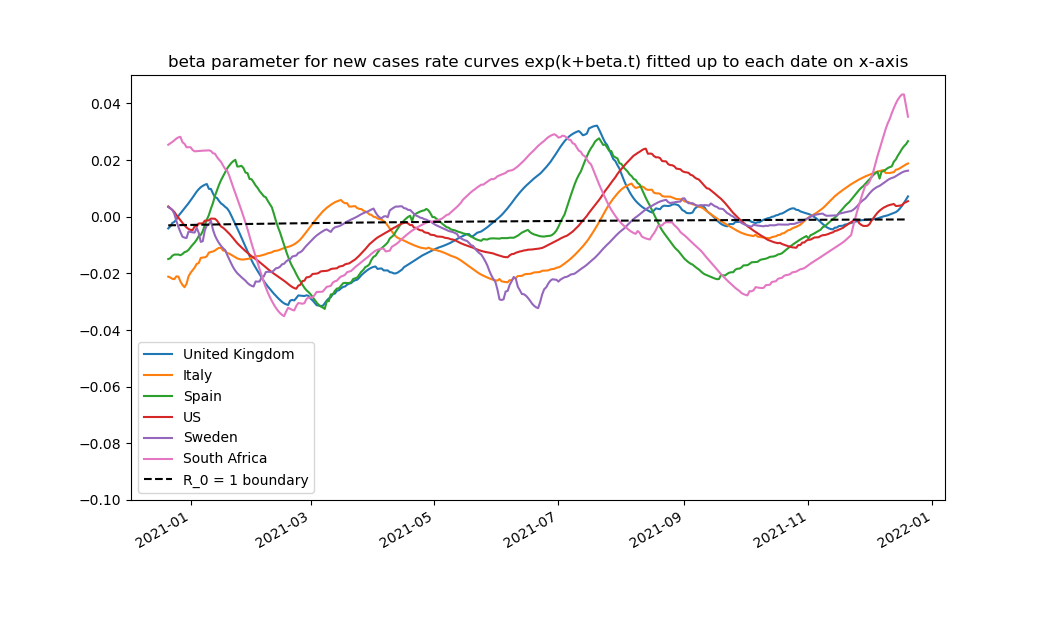 beta parameter for new cases rate curves exp(k+beta.t) fitted up to each date on x-axis
0.04
0.02
0.00
−0.02
−0.04
−0.06
−0.08
−0.10
United Kingdom
Italy
Spain
US
Sweden
South Africa
R_0 = 1 boundary
2021-01
2021-03
2021-05
2021-07
2021-09
2021-11
2022-01